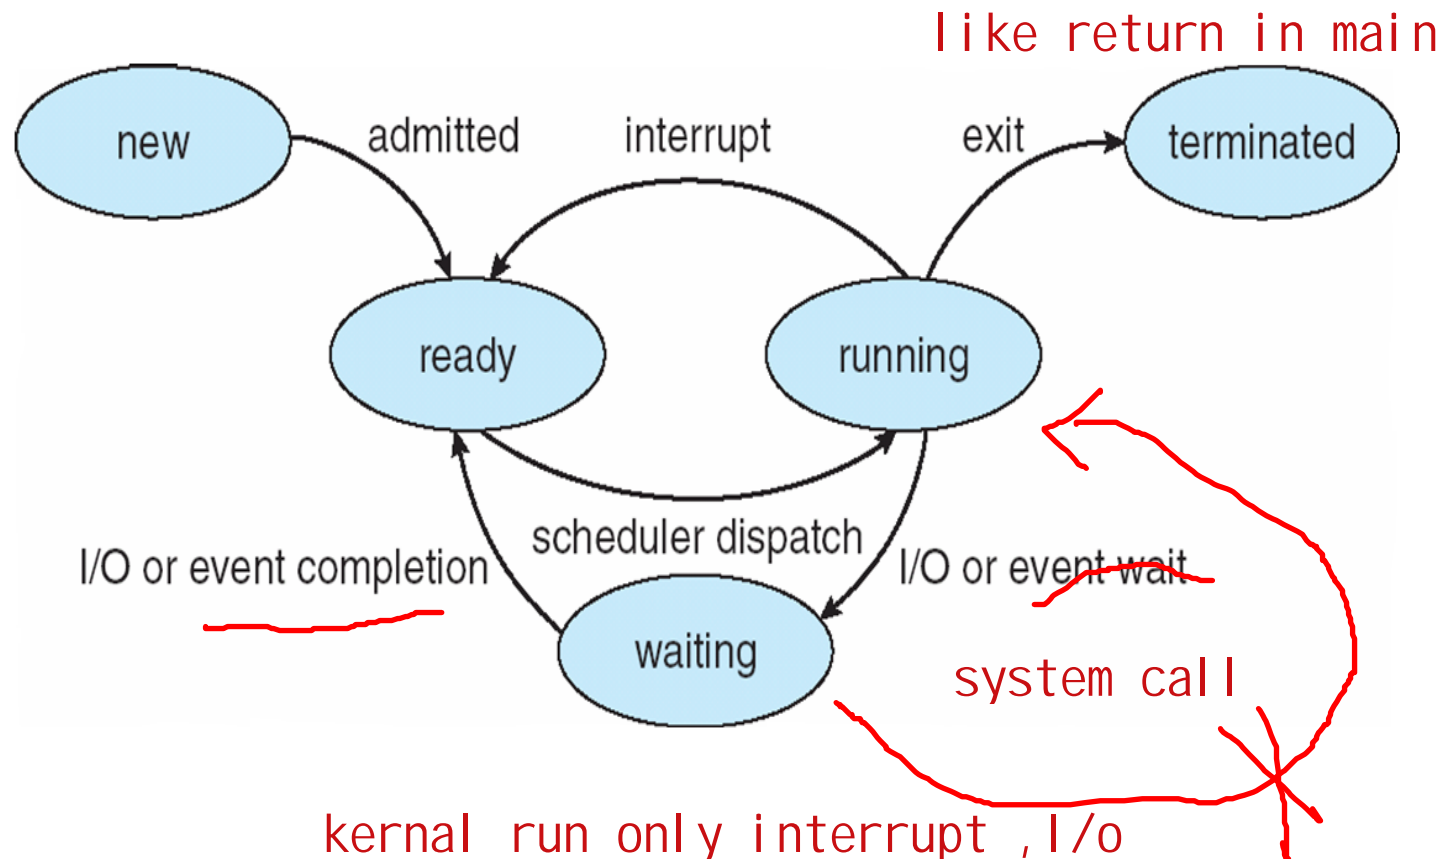 like return in main
new
admitted
interrupt
exit
terminated
ready
running
scheduler dispatch
I/O or event completion
I/O or event wait
waiting
system call
kernal run only interrupt ,I/o